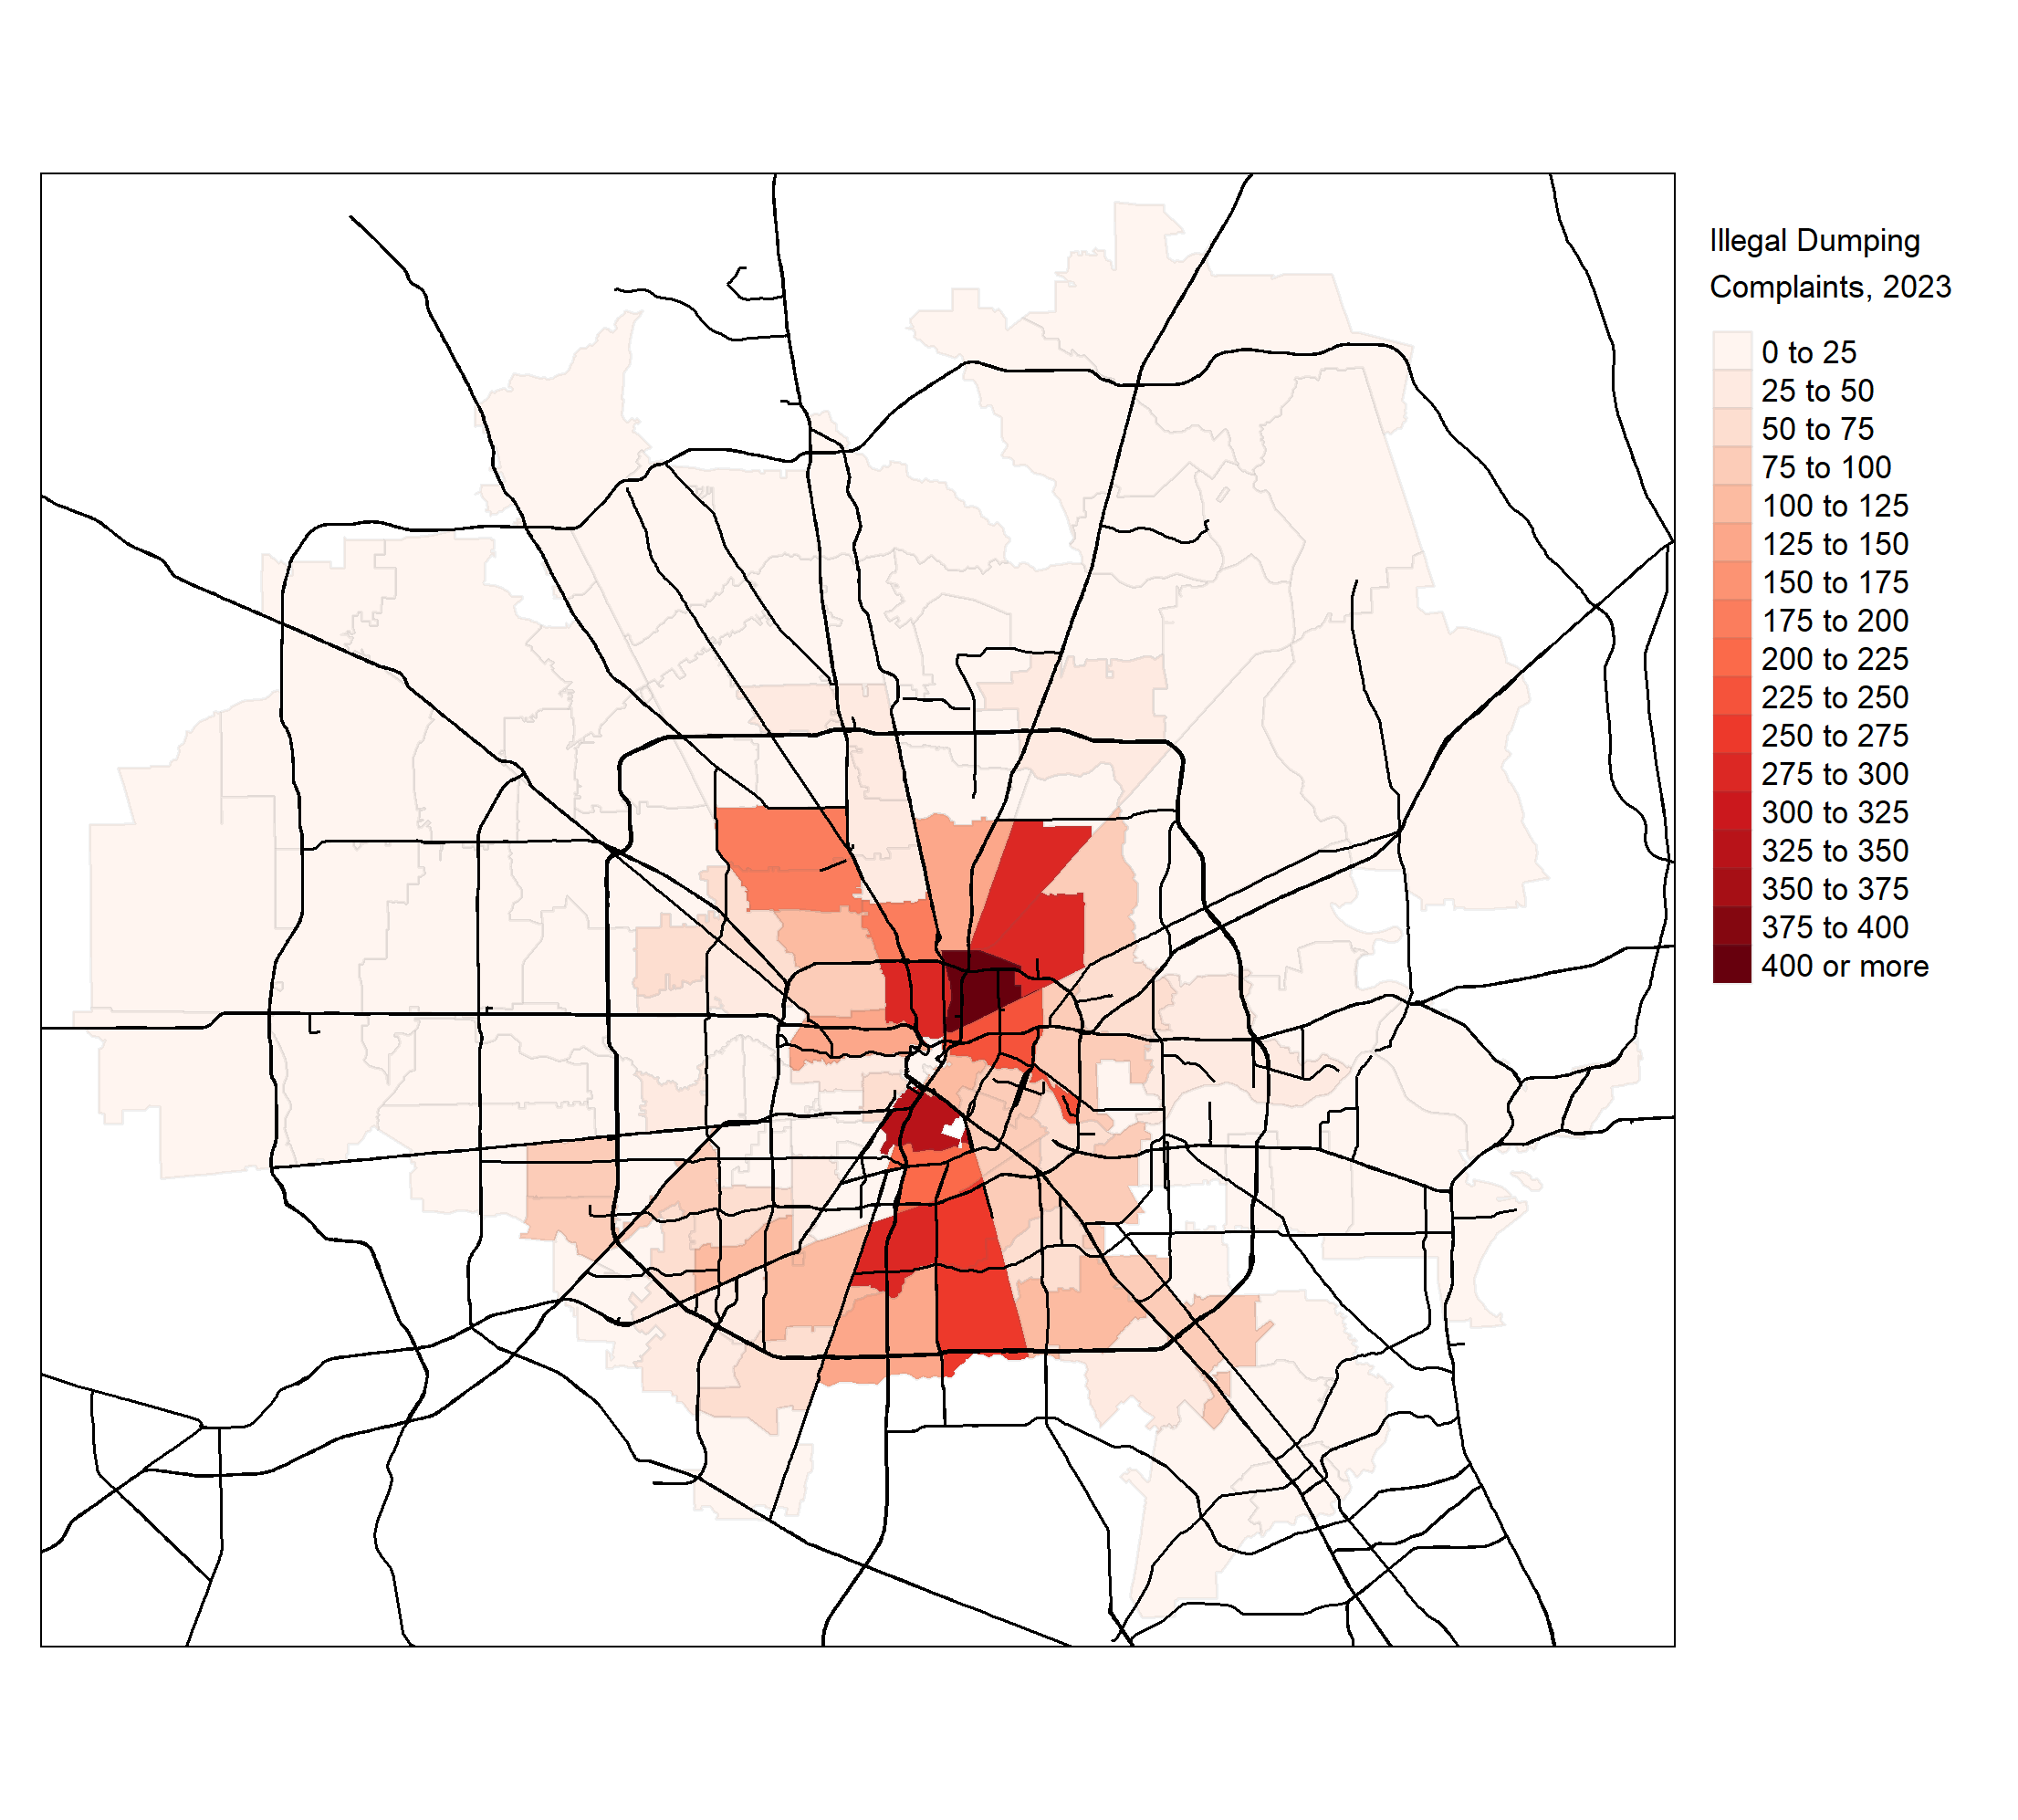 Illegal Dumping
Complaints, 2023
0 to 25
25 to 50
50 to 75
75 to 100
100 to 125
125 to 150
150 to 175
175 to 200
200 to 225
225 to 250
250 to 275
275 to 300
300 to 325
325 to 350
350 to 375
375 to 400
400 or more